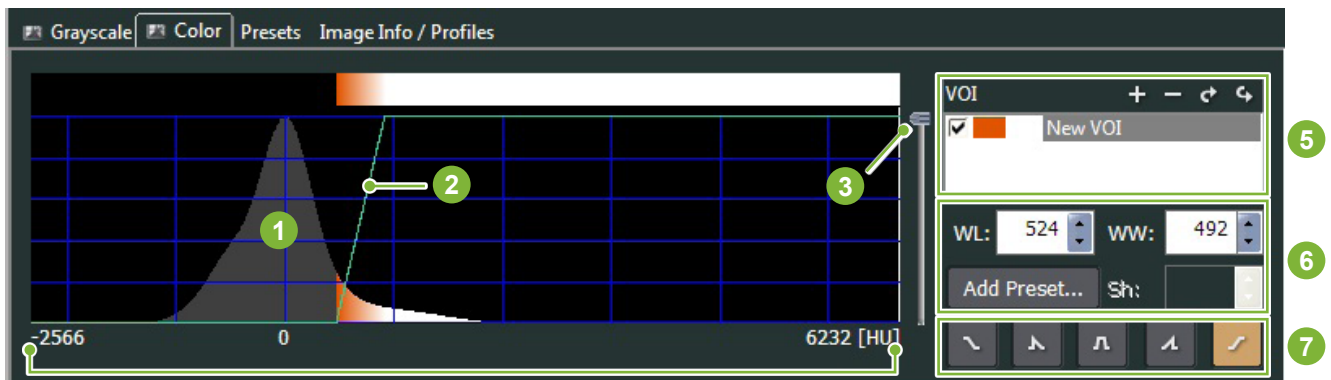 Grayscale Color Presets Image Info / Profiles
VOI
New VOI
5
3
2
1
WL: 524 WW: 492
6
Add Preset... Sh:
-2566 0 6232 [HU]
7